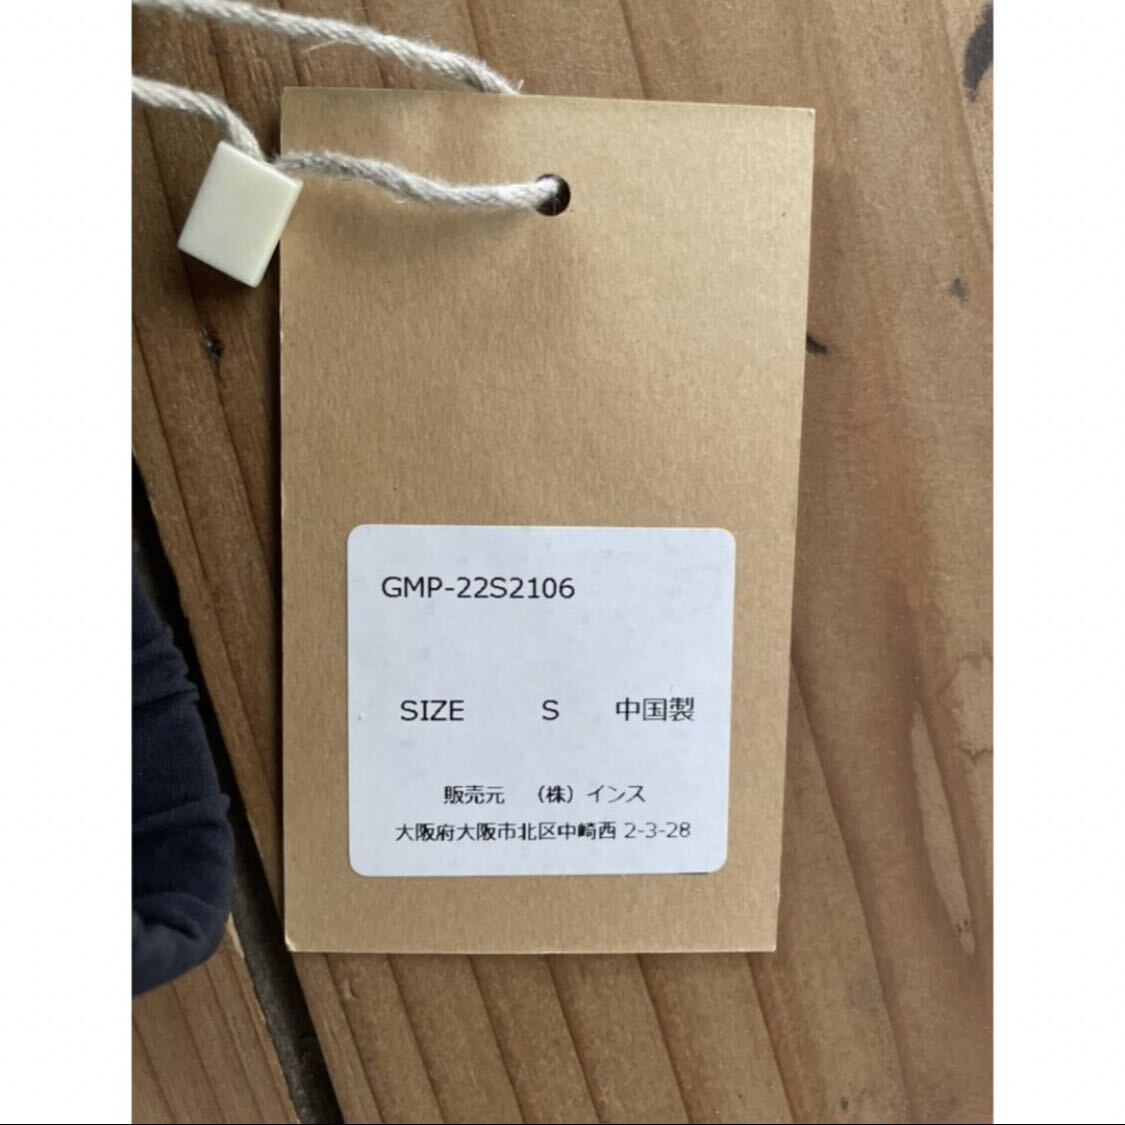 GMP-22S2106
SIZE S 中国製
販売元 （株）インス
大阪府大阪市北区中崎西 2-3-28